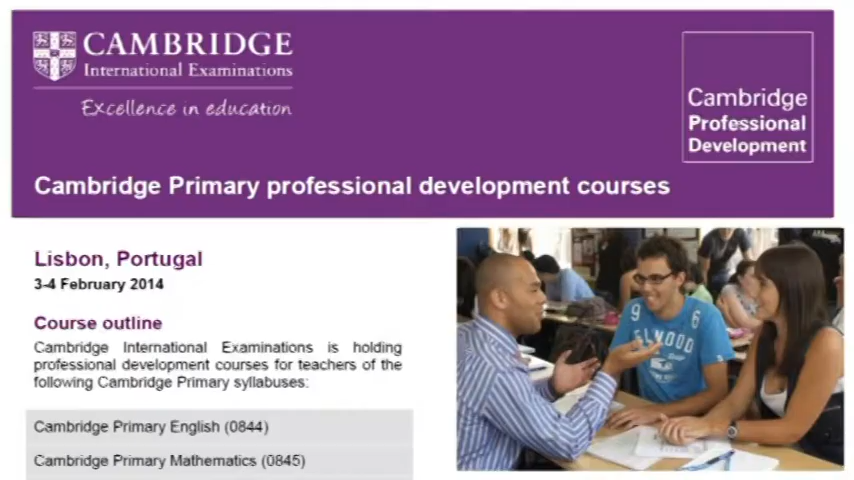 CAMBRIDGE
International Examinations
Excellence in education
Cambridge
Professional
Development
Cambridge Primary professional development courses
Lisbon, Portugal
3-4 February 2014
Course outline
Cambridge International Examinations is holding
professional development courses for teachers of the
following Cambridge Primary syllabuses:
Cambridge Primary English (0844)
Cambridge Primary Mathematics (0845)
9 6
ELWOOD